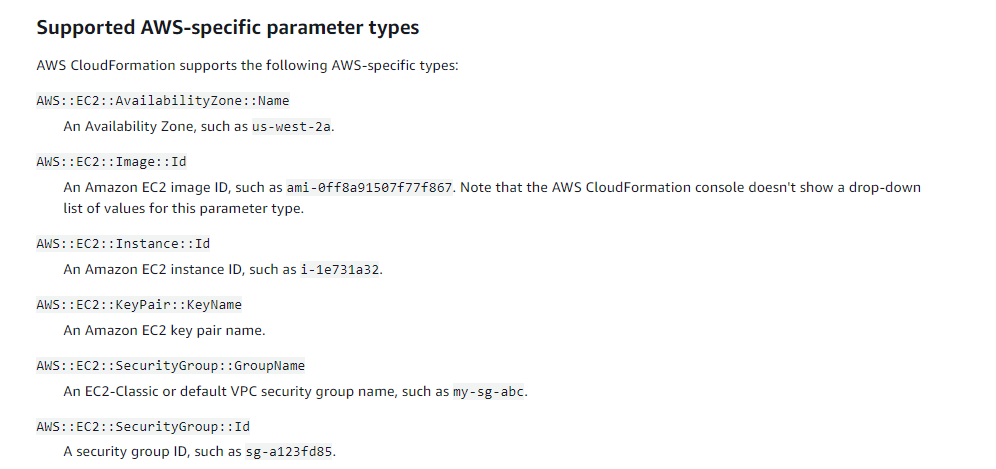 Supported AWS-specific parameter types
AWS CloudFormation supports the following AWS-specific types:
AWS::EC2::AvailabilityZone::Name
An Availability Zone, such as us-west-2a.
AWS::EC2::Image::Id
An Amazon EC2 image ID, such as ami-0ff8a91507f77f867. Note that the AWS CloudFormation console doesn't show a drop-down
list of values for this parameter type.
AWS::EC2::Instance::Id
An Amazon EC2 instance ID, such as i-1e731a32.
AWS::EC2::KeyPair::KeyName
An Amazon EC2 key pair name.
AWS::EC2::SecurityGroup::GroupName
An EC2-Classic or default VPC security group name, such as my-sg-abc.
AWS::EC2::SecurityGroup::Id
A security group ID, such as sg-a123fd85.